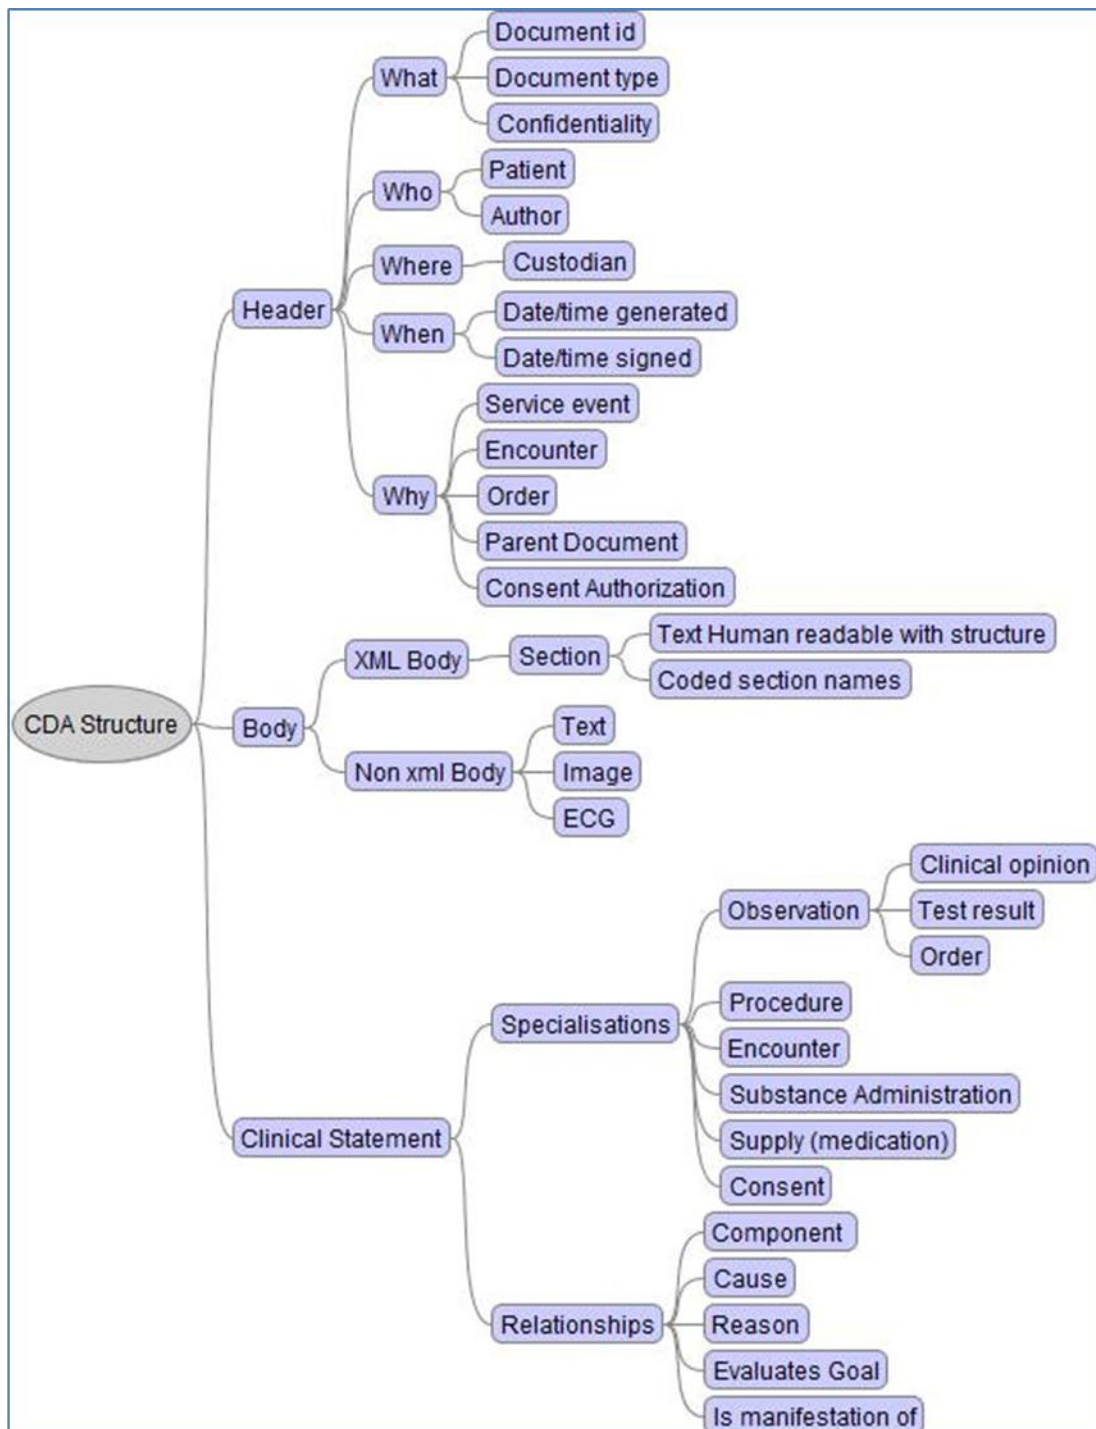 Document id
What
Document type
Confidentiality
Patient
Who
Author
Where
Custodian
Header
When
Date/time generated
Date/time signed
Service event
Encounter
Why
Order
Parent Document
Consent Authorization
CDA Structure
Body
XML Body
Section
Text Human readable with structure
Coded section names
Non xml Body
Text
Image
ECG
Clinical Statement
Specialisations
Observation
Clinical opinion
Test result
Order
Procedure
Encounter
Substance Administration
Supply (medication)
Consent
Relationships
Component
Cause
Reason
Evaluates Goal
Is manifestation of